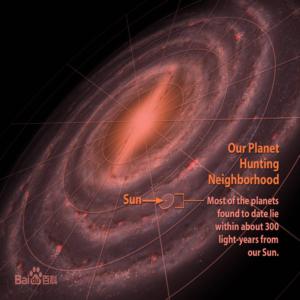 Our Planet
Hunting
Neighborhood
Sun
Most of the planets
found to date lie
within about 300
light-years from
our Sun.
Bai百科